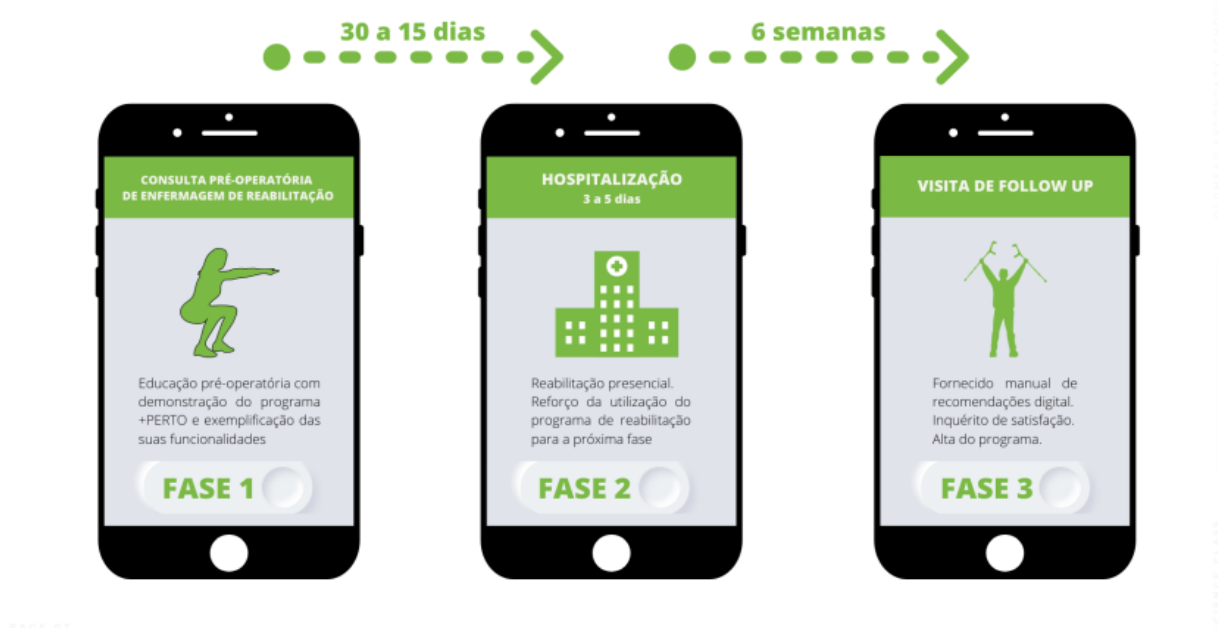 30 a 15 dias
6 semanas
CONSULTA PRÉ-OPERATÓRIA
DE ENFERMAGEM DE REABILITAÇÃO
Educação pré-operatória com
demonstração do programa
+PERTO e exemplificação das
suas funcionalidades
FASE 1
HOSPITALIZAÇÃO
3 a 5 dias
Reabilitação presencial.
Reforço da utilização do
programa de reabilitação
para a próxima fase
FASE 2
VISITA DE FOLLOW UP
Fornecido manual de
recomendações digital.
Inquérito de satisfação.
Alta do programa.
FASE 3